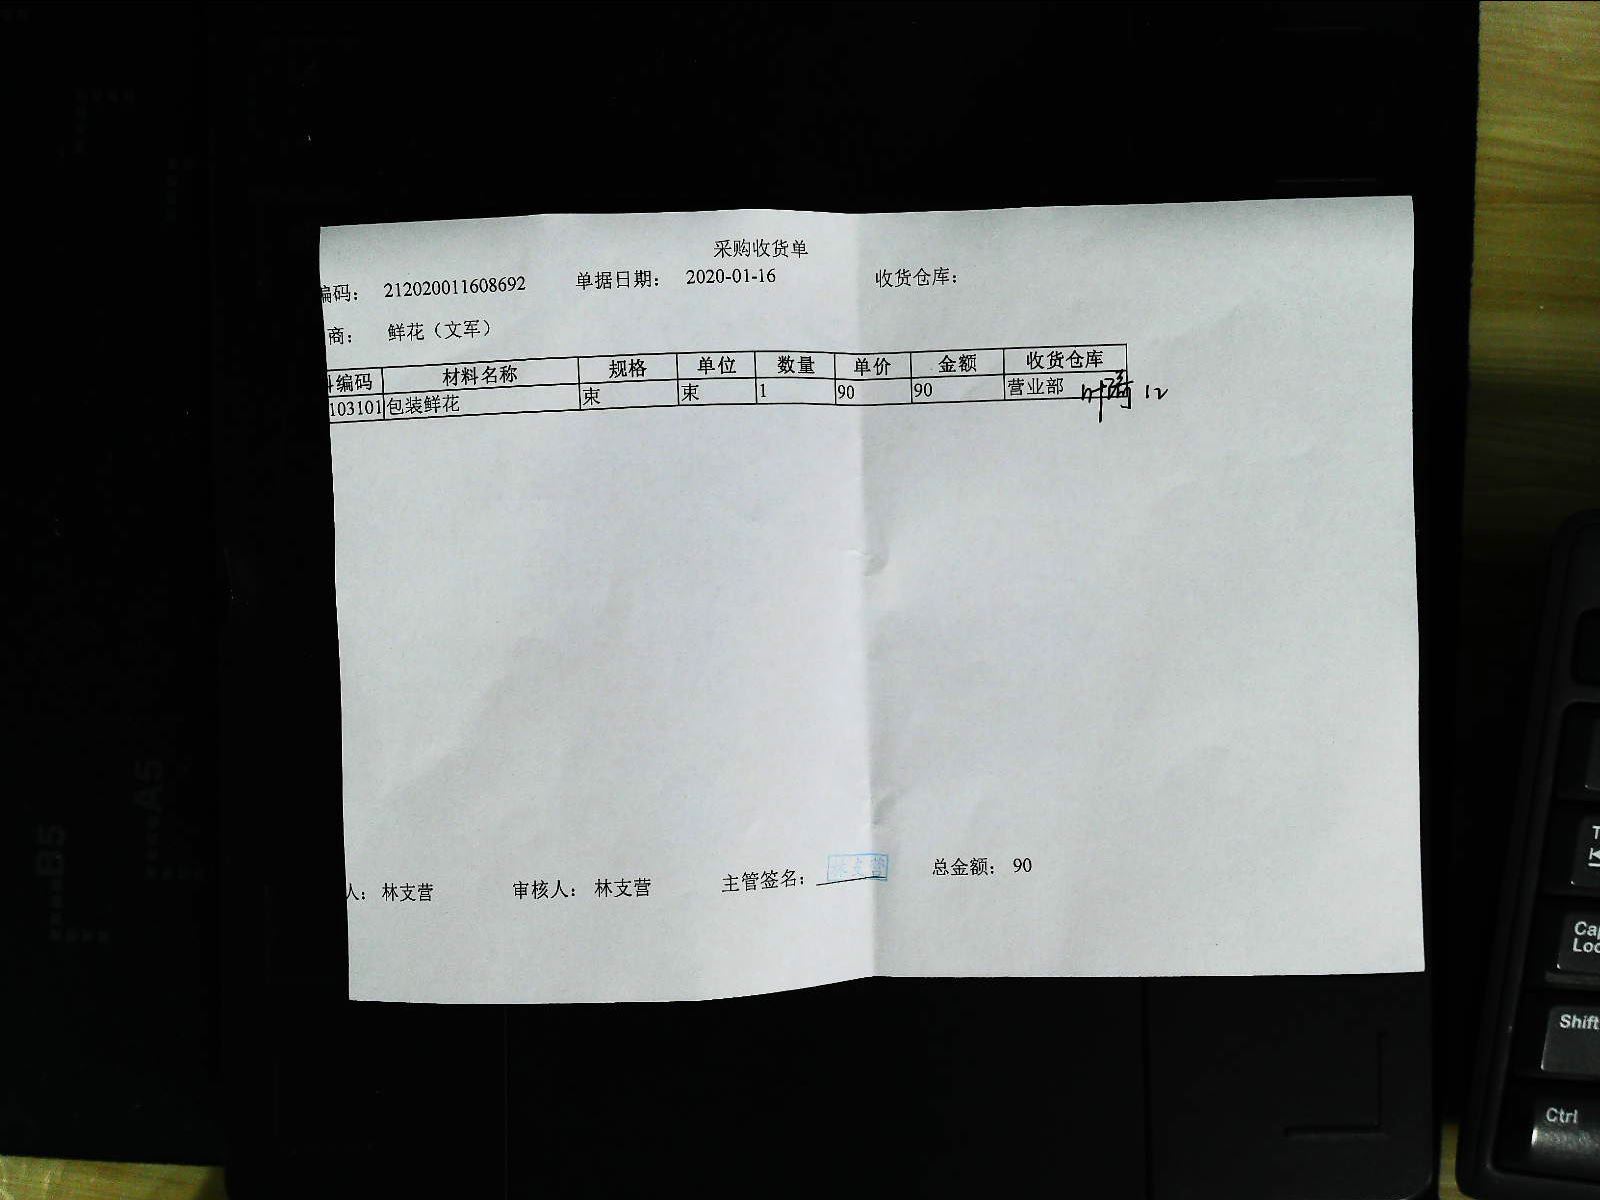 采购收货单
编码： 212020011608692 单据日期： 2020-01-16 收货仓库：
商： 鲜花（文军）
编码 材料名称 规格 单位 数量 单价 金额 收货仓库
103101 包装鲜花 束 束 1 90 90 营业部 12
人： 林支营 审核人： 林支营 主管签名： 林支营 总金额： 90
B5
A5
Shift
Ctrl